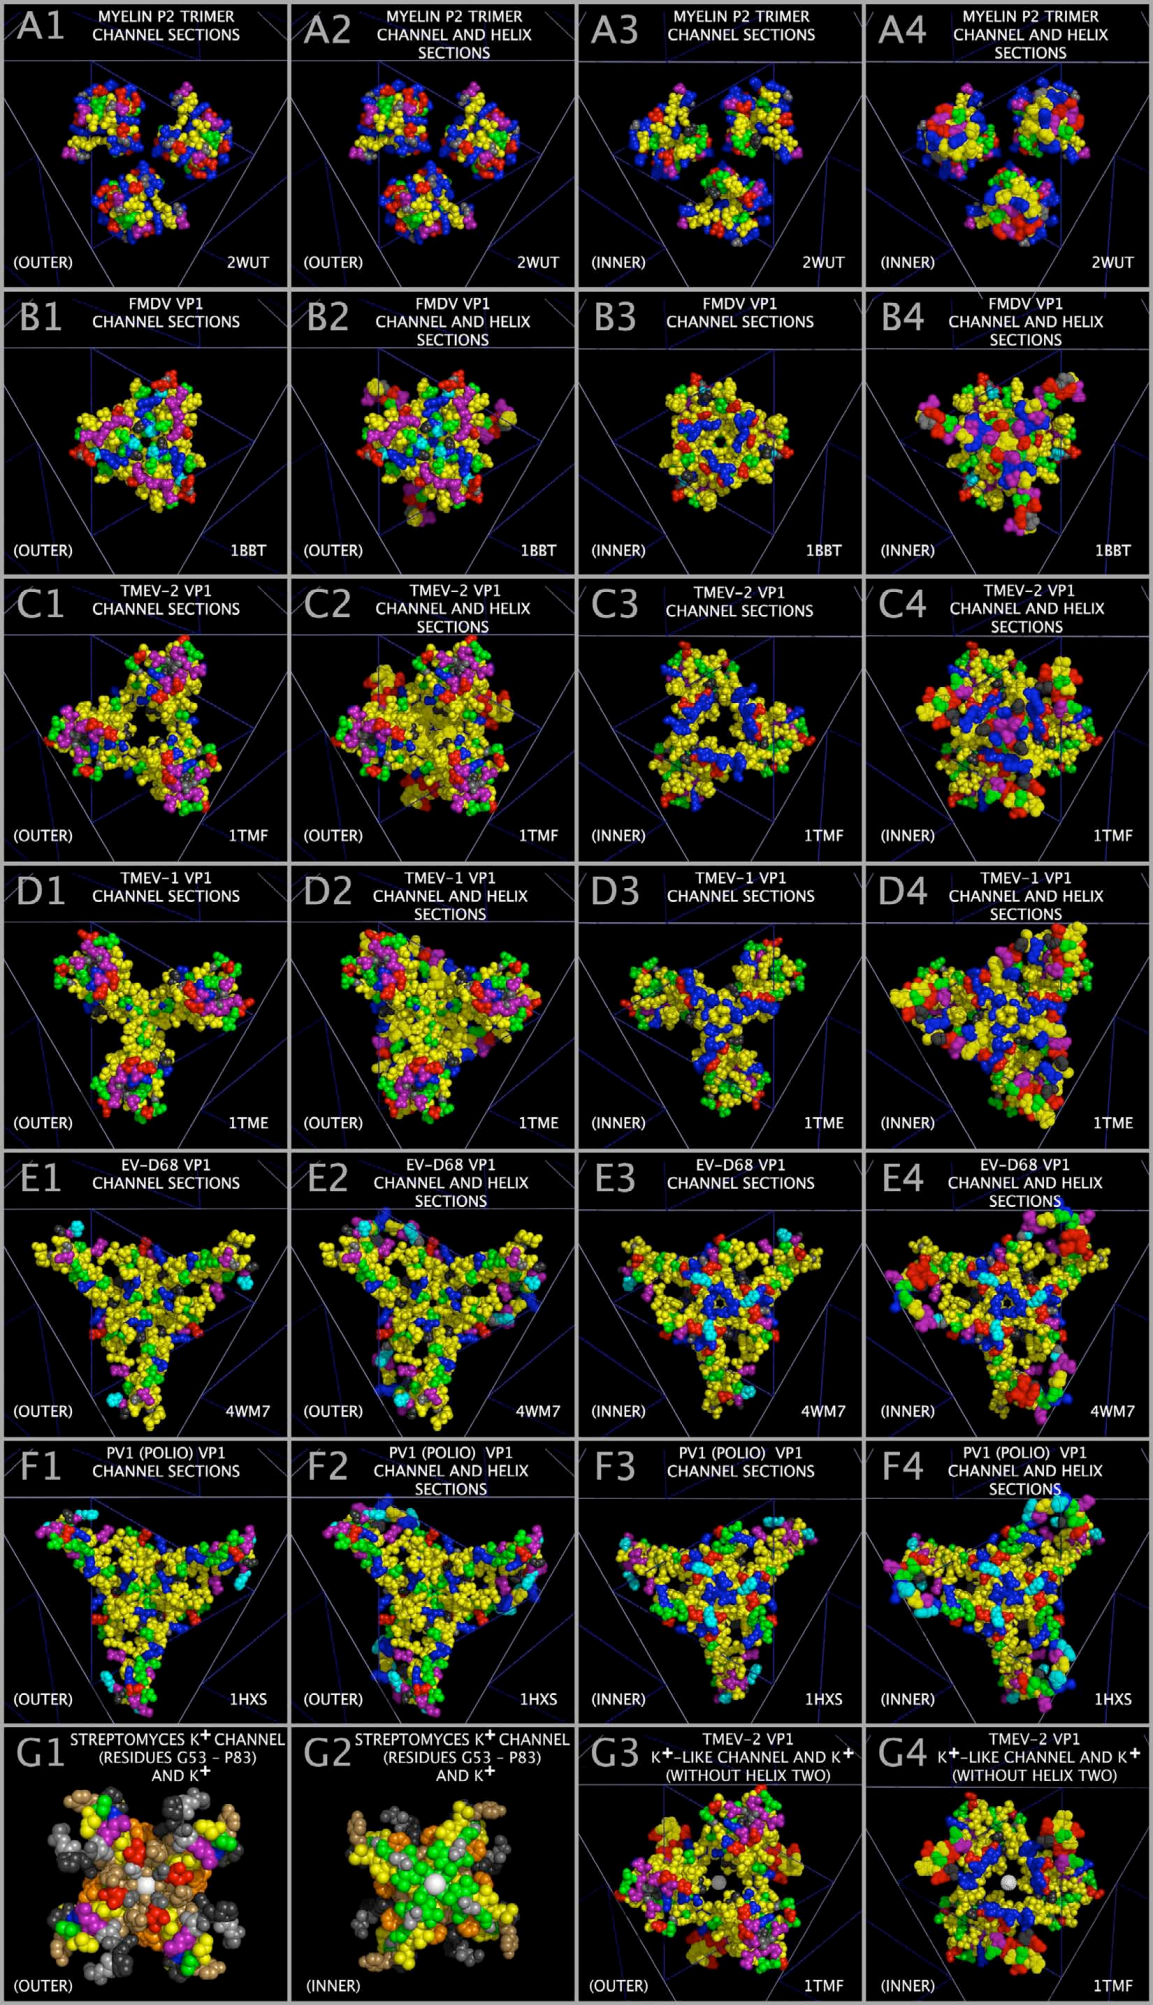 A1
MYELIN P2 TRIMER
CHANNEL SECTIONS
(OUTER)
2WUT
A2
MYELIN P2 TRIMER
CHANNEL AND HELIX
SECTIONS
(OUTER)
2WUT
A3
MYELIN P2 TRIMER
CHANNEL SECTIONS
(INNER)
2WUT
A4
MYELIN P2 TRIMER
CHANNEL AND HELIX
SECTIONS
(INNER)
2WUT
B1
FMDV VP1
CHANNEL SECTIONS
(OUTER)
1BBT
B2
FMDV VP1
CHANNEL AND HELIX
SECTIONS
(OUTER)
1BBT
B3
FMDV VP1
CHANNEL SECTIONS
(INNER)
1BBT
B4
FMDV VP1
CHANNEL AND HELIX
SECTIONS
(INNER)
1BBT
C1
TMEV-2 VP1
CHANNEL SECTIONS
(OUTER)
1TMF
C2
TMEV-2 VP1
CHANNEL AND HELIX
SECTIONS
(OUTER)
1TMF
C3
TMEV-2 VP1
CHANNEL SECTIONS
(INNER)
1TMF
C4
TMEV-2 VP1
CHANNEL AND HELIX
SECTIONS
(INNER)
1TMF
D1
TMEV-1 VP1
CHANNEL SECTIONS
(OUTER)
1TME
D2
TMEV-1 VP1
CHANNEL AND HELIX
SECTIONS
(OUTER)
1TME
D3
TMEV-1 VP1
CHANNEL SECTIONS
(INNER)
1TME
D4
TMEV-1 VP1
CHANNEL AND HELIX
SECTIONS
(INNER)
1TME
E1
EV-D68 VP1
CHANNEL SECTIONS
(OUTER)
4WM7
E2
EV-D68 VP1
CHANNEL AND HELIX
SECTIONS
(OUTER)
4WM7
E3
EV-D68 VP1
CHANNEL SECTIONS
(INNER)
4WM7
E4
EV-D68 VP1
CHANNEL AND HELIX
SECTIONS
(INNER)
4WM7
F1
PV1 (POLIO) VP1
CHANNEL SECTIONS
(OUTER)
1HXS
F2
PV1 (POLIO) VP1
CHANNEL AND HELIX
SECTIONS
(OUTER)
1HXS
F3
PV1 (POLIO) VP1
CHANNEL SECTIONS
(INNER)
1HXS
F4
PV1 (POLIO) VP1
CHANNEL AND HELIX
SECTIONS
(INNER)
1HXS
G1
STREPTOMYCES K+ CHANNEL
(RESIDUES G53 - P83)
AND K+
(OUTER)
G2
STREPTOMYCES K+ CHANNEL
(RESIDUES G53 - P83)
AND K+
(INNER)
G3
TMEV-2 VP1
K+-LIKE CHANNEL AND K+
(WITHOUT HELIX TWO)
(OUTER)
1TMF
G4
TMEV-2 VP1
K+-LIKE CHANNEL AND K+
(WITHOUT HELIX TWO)
(INNER)
1TMF